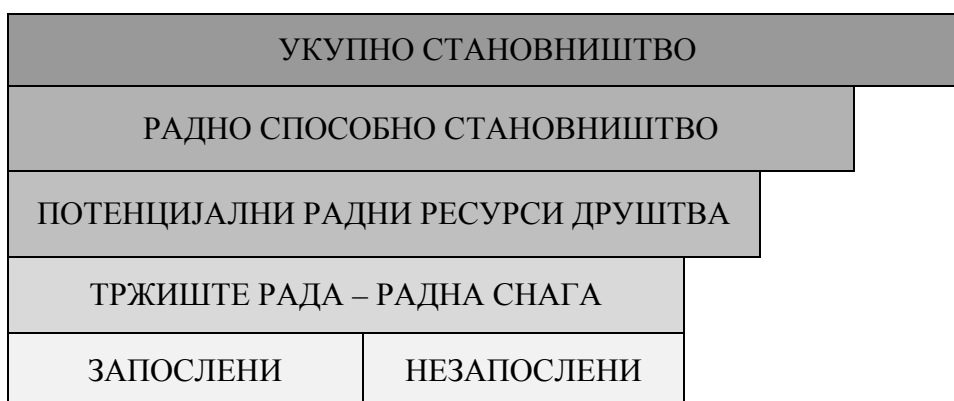 УКУПНО СТАНОВНИШТВО
РАДНО СПОСОБНО СТАНОВНИШТВО
ПОТЕНЦИЈАЛНИ РАДНИ РЕСУРСИ ДРУШТВА
ТРЖИШТЕ РАДА – РАДНА СНАГА
ЗАПОСЛЕНИ
НЕЗАПОСЛЕНИ